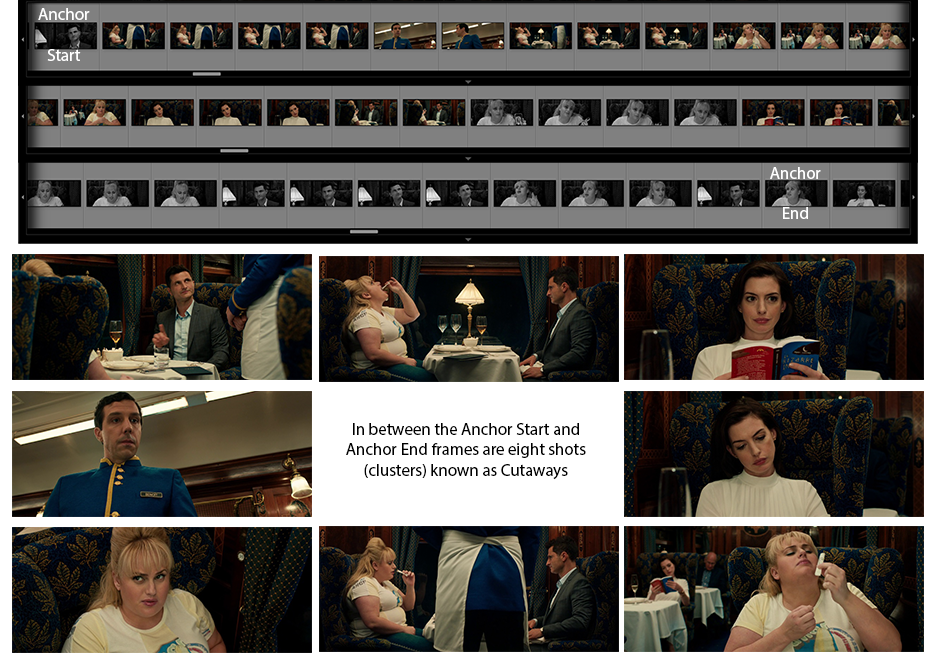 Anchor
Start
Anchor
End
In between the Anchor Start and
Anchor End frames are eight shots
(clusters) known as Cutaways